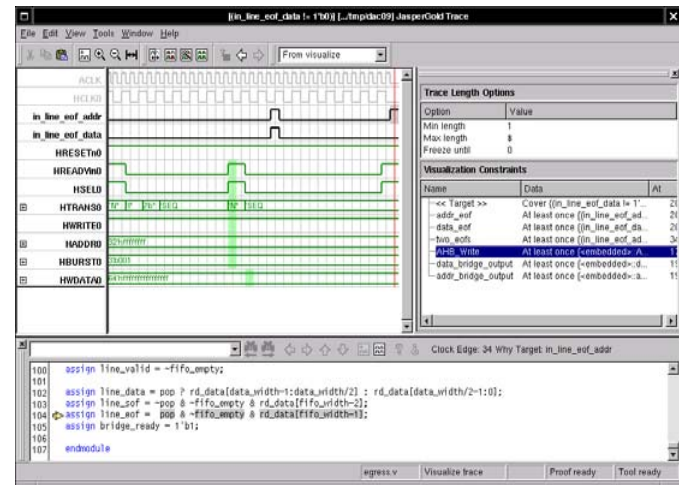 [(in_line_eof_data != 1'b0)] [.../tmp/dac09] JasperGold Trace
File Edit View Tools Window Help
From visualize
ACLK
HCLK0
in_line_eof_addr
in_line_eof_data
HRESETn0
HREADYIn0
HSEL0
HTRANS0
SEQ
SEQ
HWRITE0
HADDR0
HBURST0
3'b001
HWDATA0
Trace Length Options
Option Value
Min length 1
Max length $
Freeze until 0
Visualization Constraints
Name Data At
<< Target >> Cover {(in_line_eof_data != 1'...
addr_eof At least once {(in_line_eof_ad...
data_eof At least once {(in_line_eof_ad...
two_eofs At least once {(in_line_eof_ad...
AHB_Write At least once {<embedded>::A...
data_bridge_output At least once {<embedded>::d...
addr_bridge_output At least once {<embedded>::a...
Clock Edge: 34 Why Target: in_line_eof_addr
100 assign line_valid = ~fifo_empty;
101
102 assign line_data = pop ? rd_data[data_width-1:data_width/2] : rd_data[data_width/2-1:0];
103 assign line_sof = ~pop & ~fifo_empty & rd_data[fifo_width-2];
104 assign line_eof = pop & ~fifo_empty & rd_data[fifo_width-1];
105 assign bridge_ready = 1'b1;
106
107 endmodule
egress.v Visualize trace Proof ready Tool ready